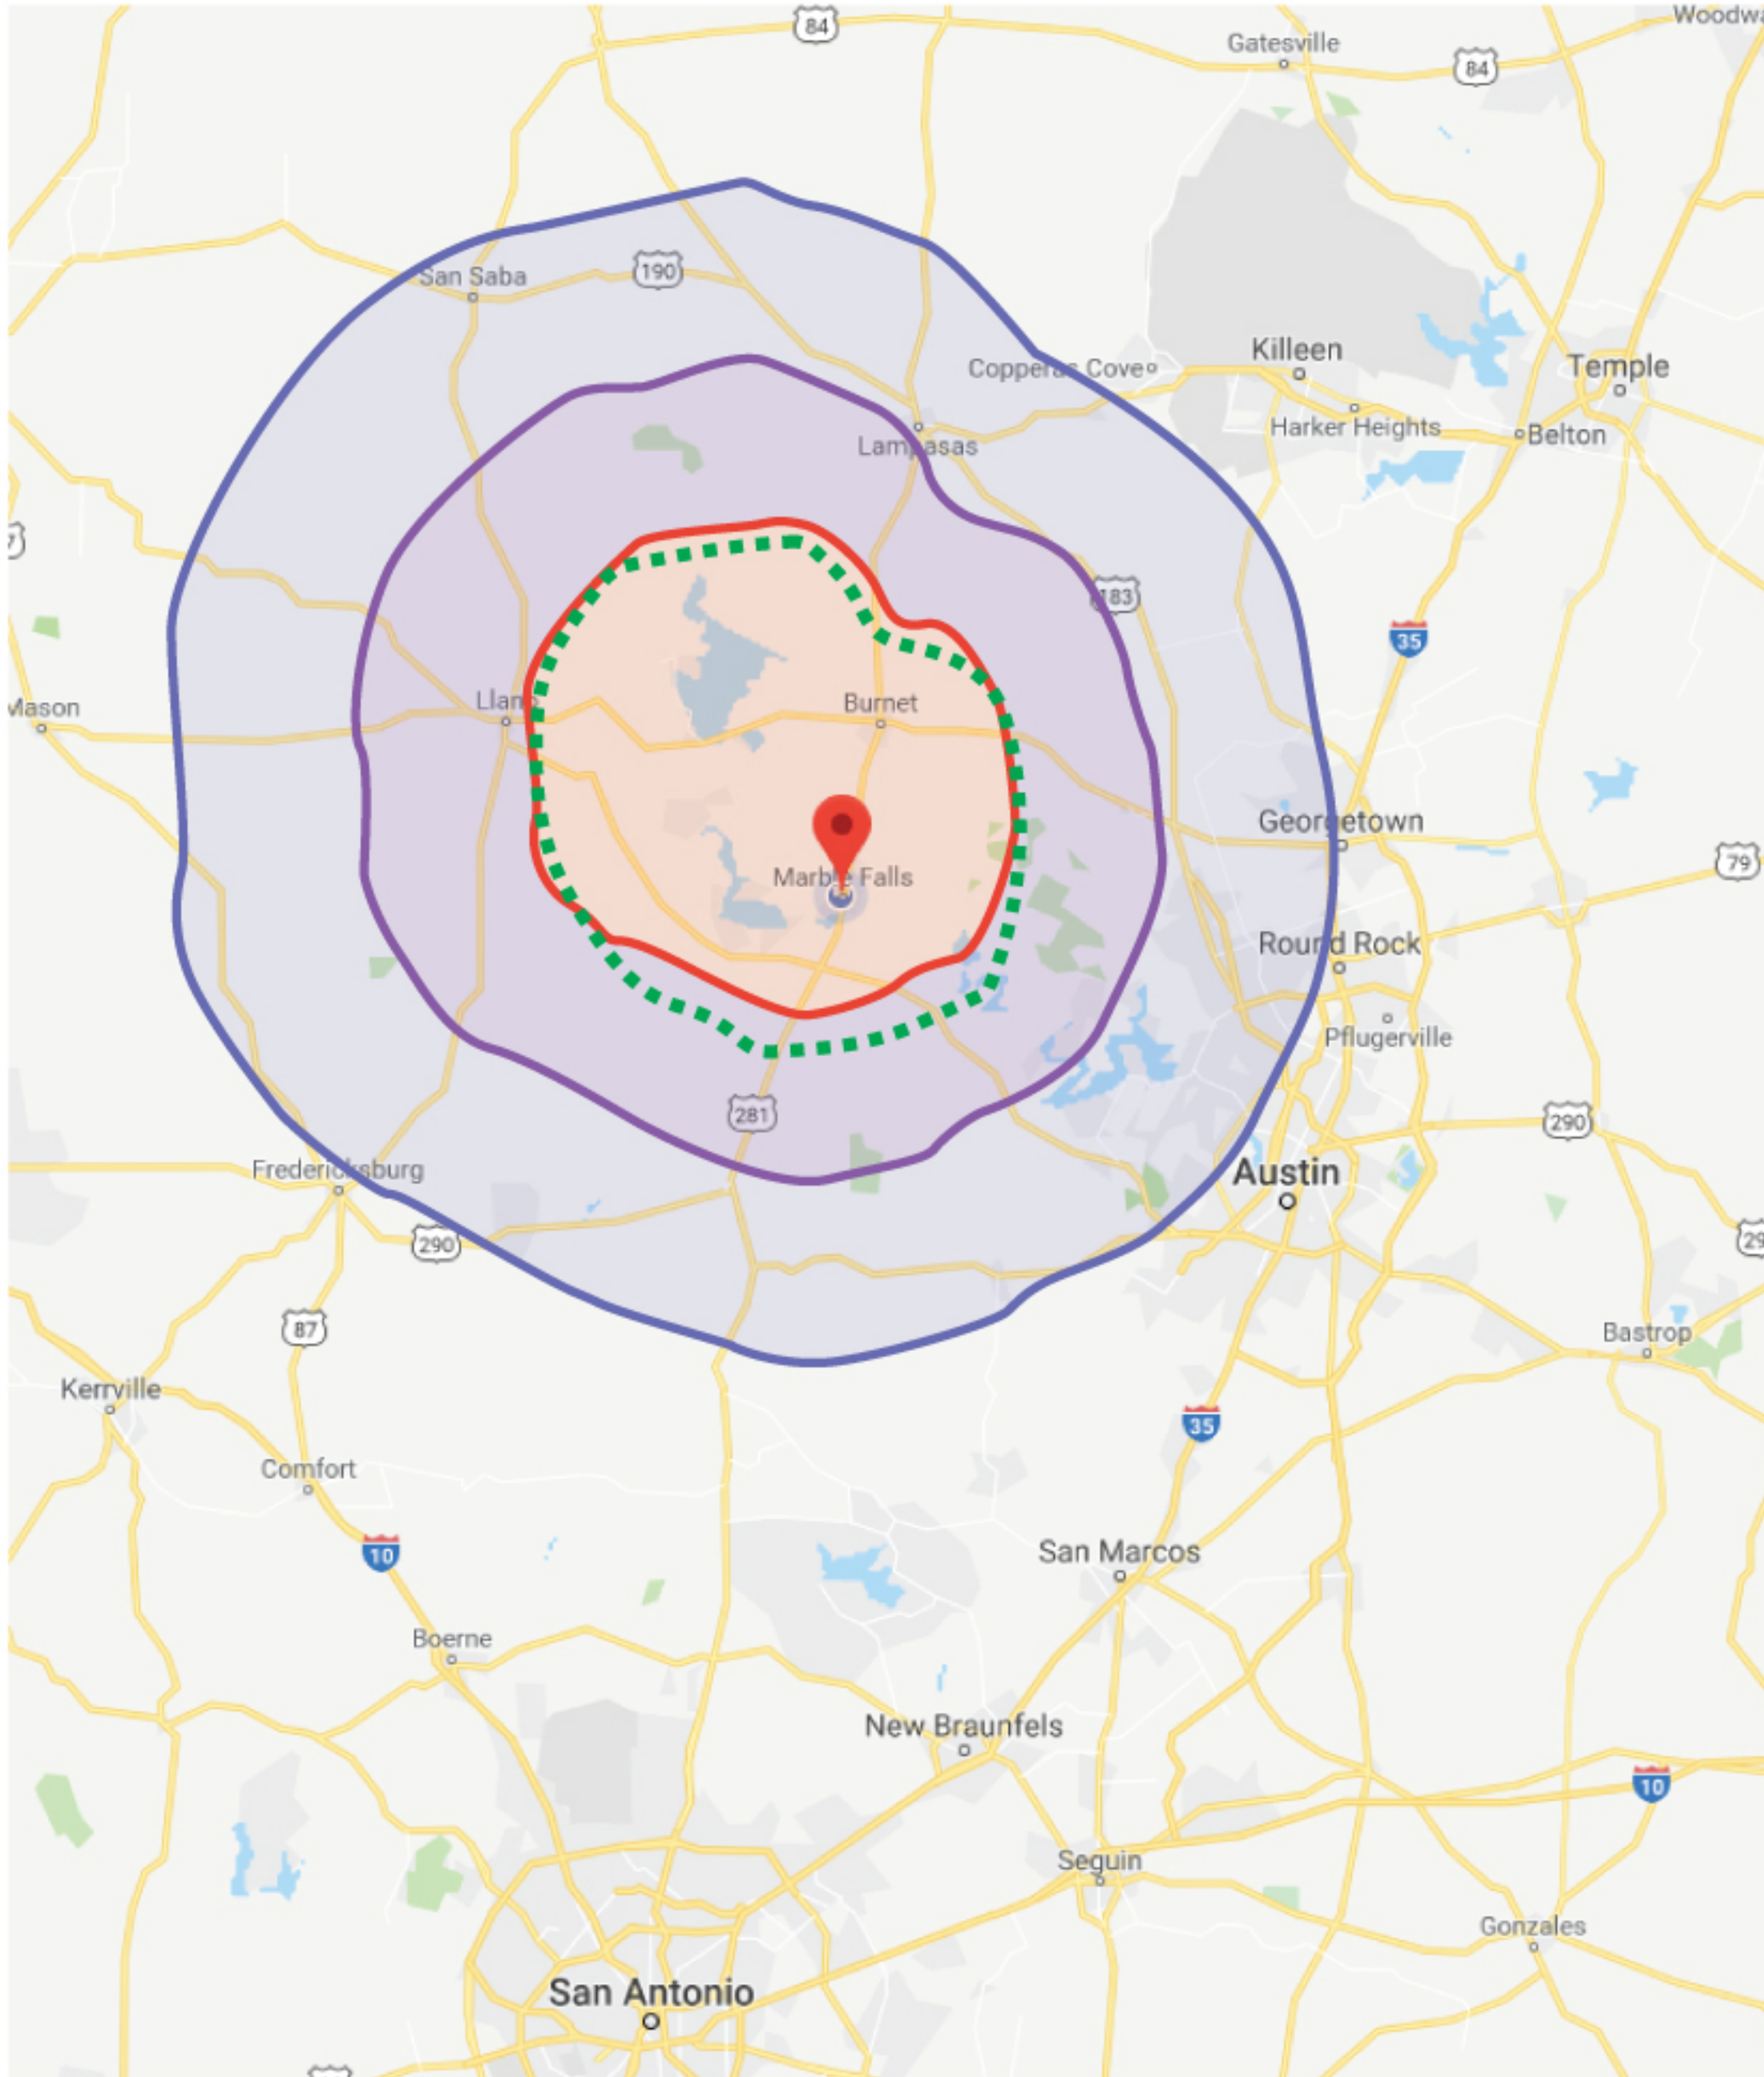 84
Woodwa
Gatesville
84
San Saba
190
Killeen
Copperas Cove
Temple
Harker Heights
Belton
Lampasas
7
183
35
Llano
Burnet
Mason
Georgetown
79
Marble Falls
Round Rock
Pflugerville
281
290
Fredericksburg
Austin
290
29
87
Bastrop
Kerrville
35
Comfort
10
San Marcos
Boerne
New Braunfels
10
Seguin
Gonzales
San Antonio